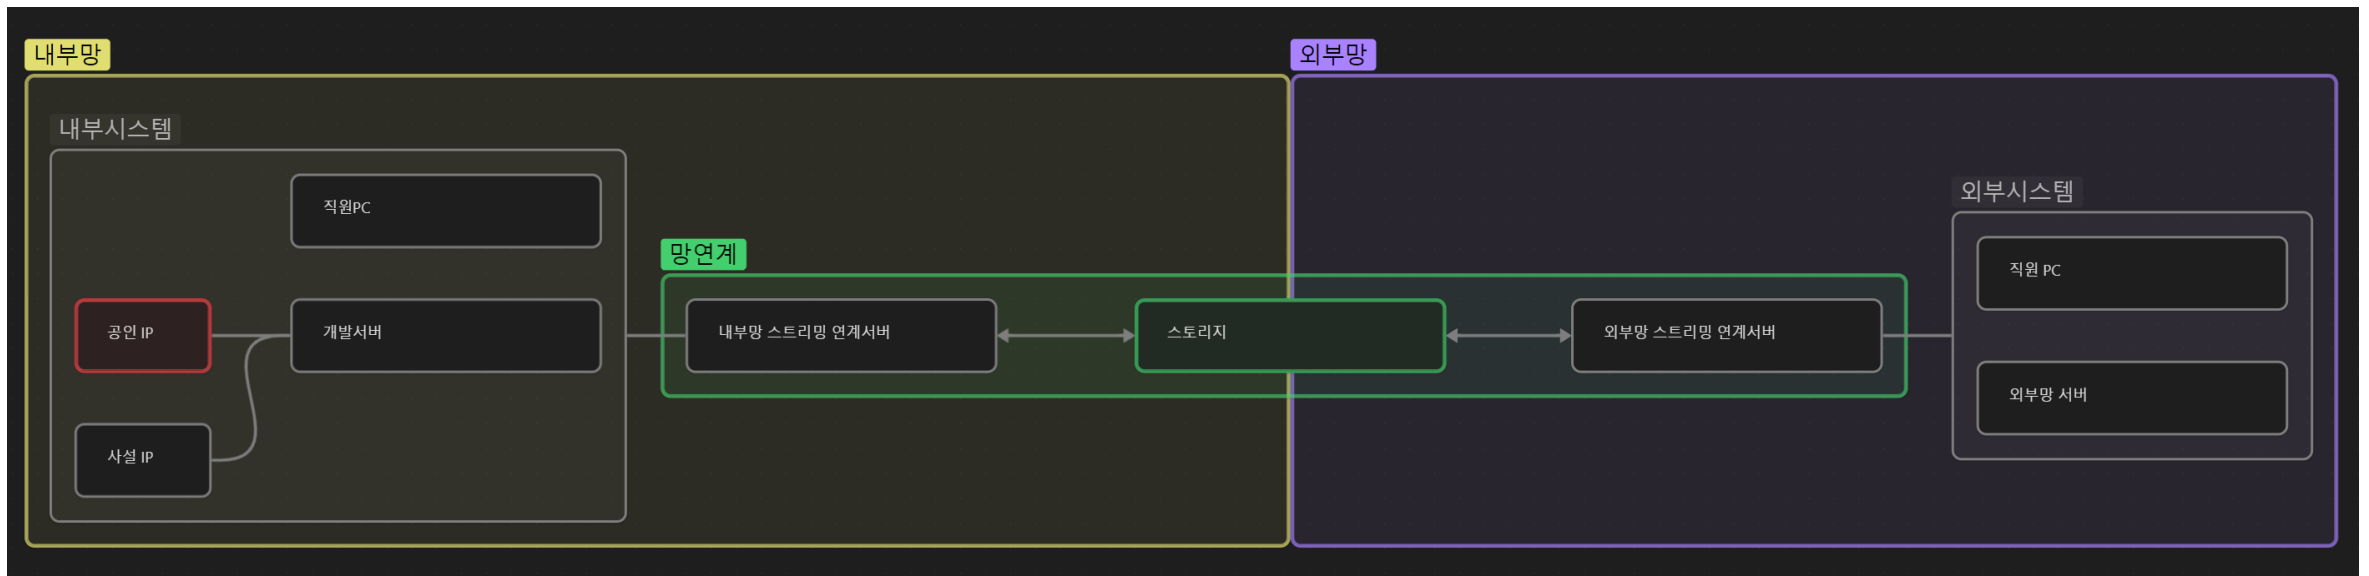 내부망
외부망
내부시스템
직원PC
외부시스템
망연계
직원 PC
공인 IP
개발서버
내부망 스트리밍 연계서버
스토리지
외부망 스트리밍 연계서버
외부망 서버
사설 IP